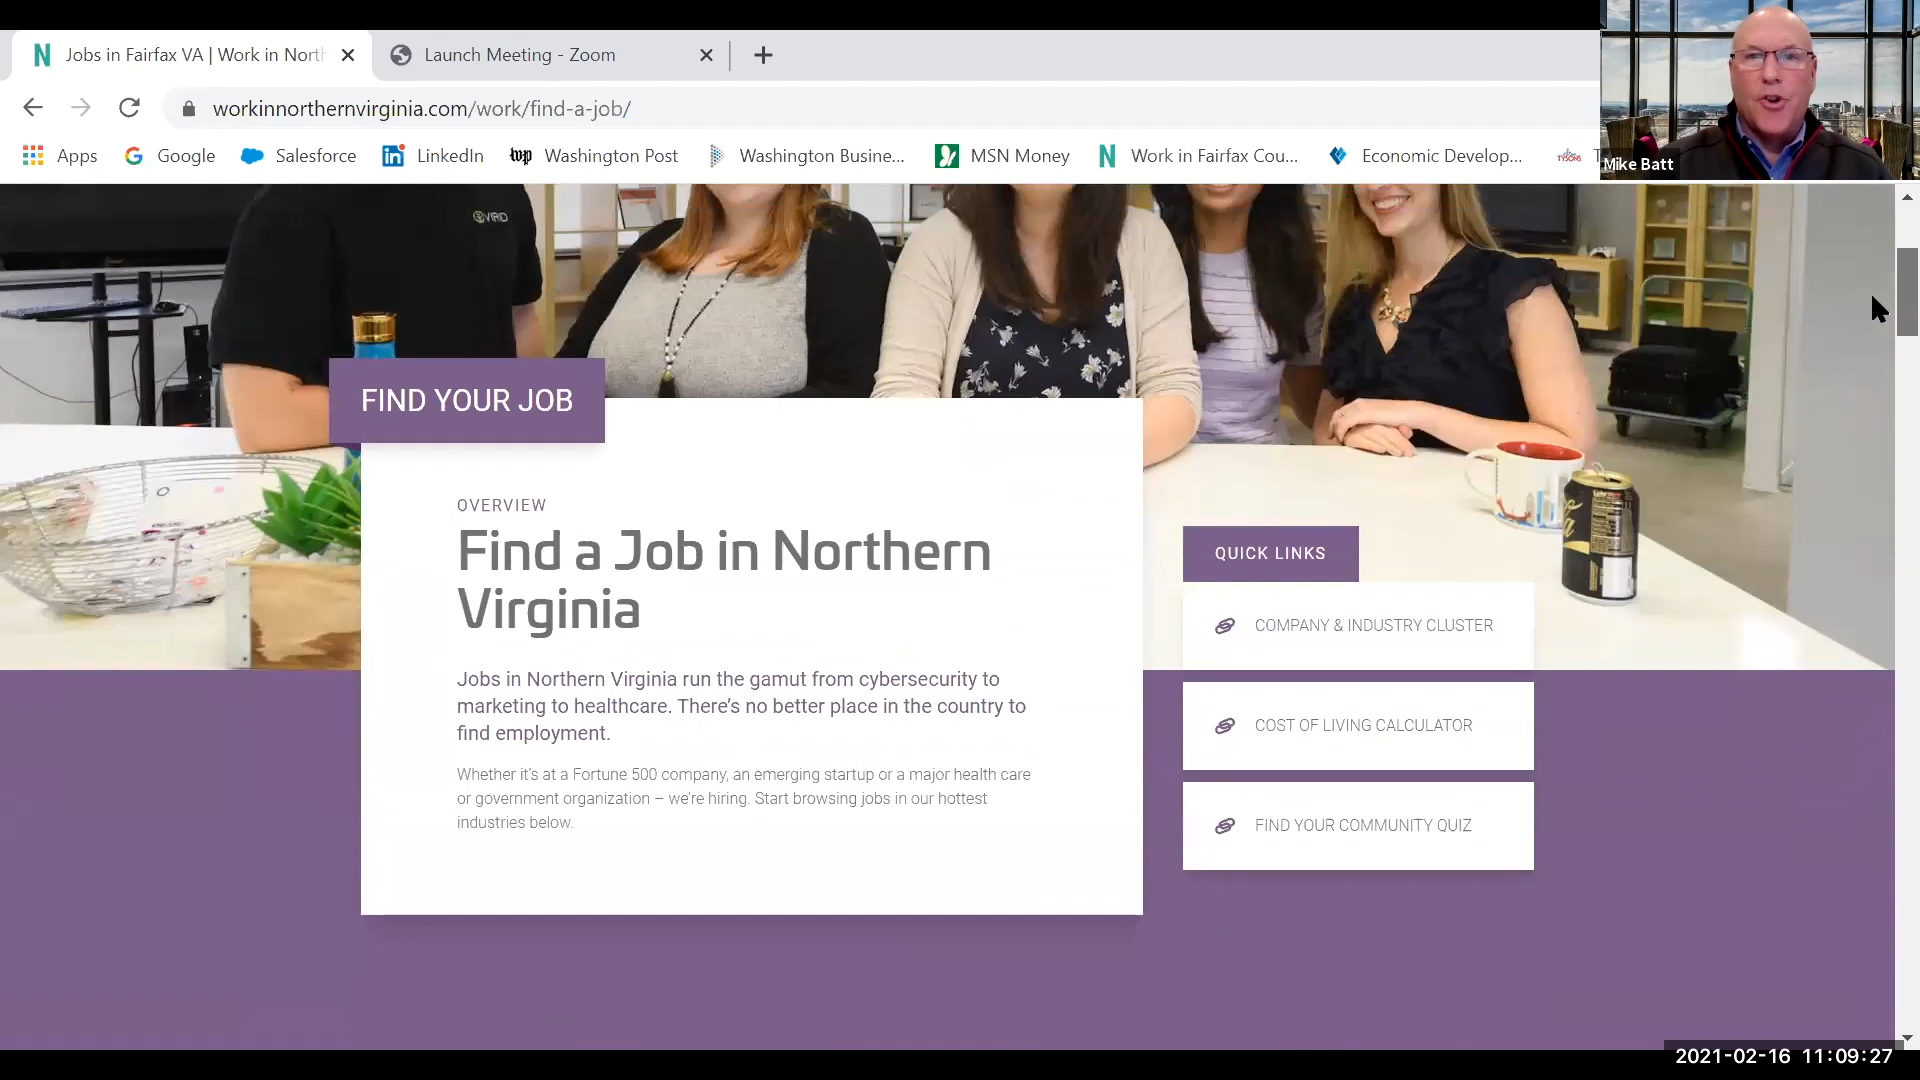 Jobs in Fairfax VA | Work in North
Launch Meeting - Zoom
workinnorthernvirginia.com/work/find-a-job/
Apps
Google
Salesforce
LinkedIn
wp
Washington Post
Washington Busine...
MSN Money
Work in Fairfax Cou...
Economic Develop...
TYSONS
T
Mike Batt
VIRID
FIND YOUR JOB
OVERVIEW
Find a Job in Northern
Virginia
Jobs in Northern Virginia run the gamut from cybersecurity to
marketing to healthcare. There's no better place in the country to
find employment.
Whether it's at a Fortune 500 company, an emerging startup or a major health care
or government organization – we're hiring. Start browsing jobs in our hottest
industries below.
QUICK LINKS
COMPANY & INDUSTRY CLUSTER
COST OF LIVING CALCULATOR
FIND YOUR COMMUNITY QUIZ
2021-02-16 11:09:27